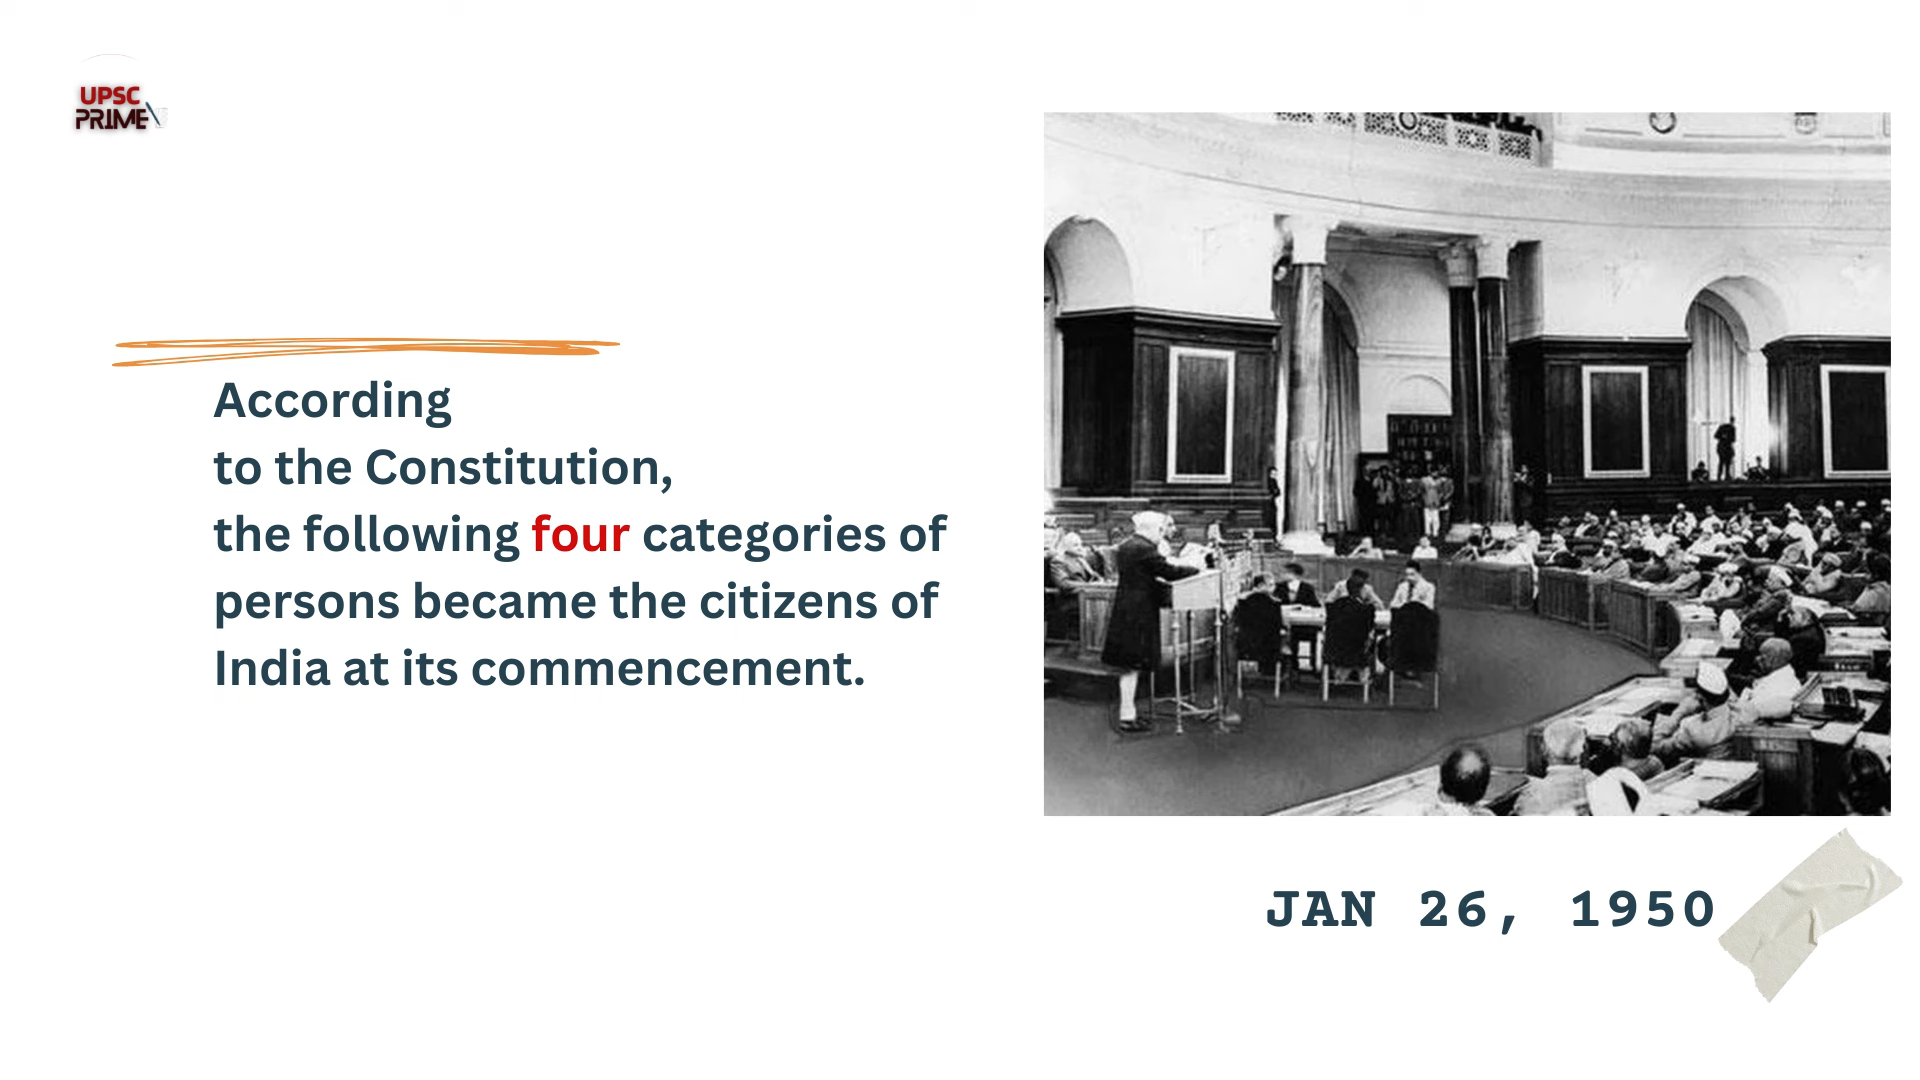 UPSC
PRIME
According
to the Constitution,
the following four categories of
persons became the citizens of
India at its commencement.
JAN 26, 1950